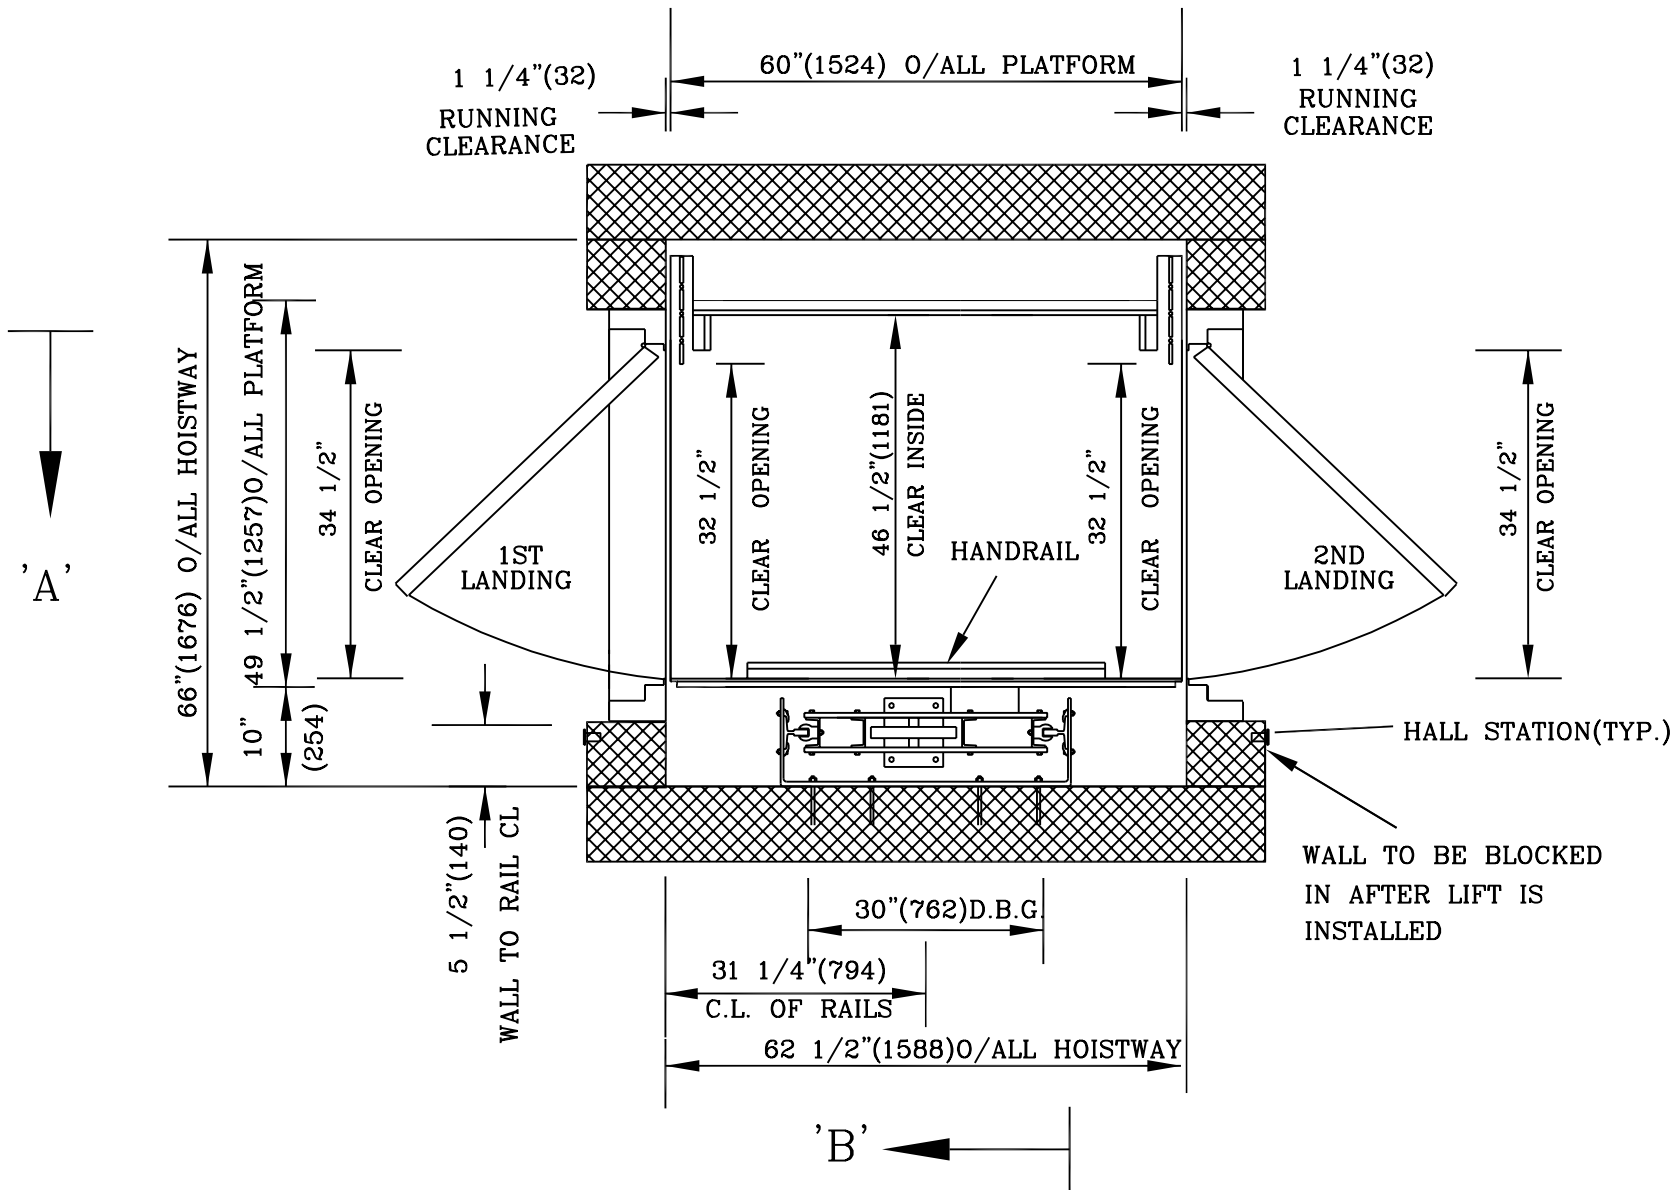 1 1/4"(32)
RUNNING
CLEARANCE
60"(1524) O/ALL PLATFORM
1 1/4"(32)
RUNNING
CLEARANCE
'A'
66"(1676) O/ALL HOISTWAY
49 1/2"(1257)O/ALL PLATFORM
10"
(254)
34 1/2"
CLEAR OPENING
1ST
LANDING
32 1/2"
CLEAR OPENING
46 1/2"(1181)
CLEAR INSIDE
HANDRAIL
32 1/2"
CLEAR OPENING
2ND
LANDING
34 1/2"
CLEAR OPENING
HALL STATION(TYP.)
5 1/2"(140)
WALL TO RAIL CL
WALL TO BE BLOCKED
IN AFTER LIFT IS
INSTALLED
30"(762)D.B.G.
31 1/4"(794)
C.L. OF RAILS
62 1/2"(1588)O/ALL HOISTWAY
'B'